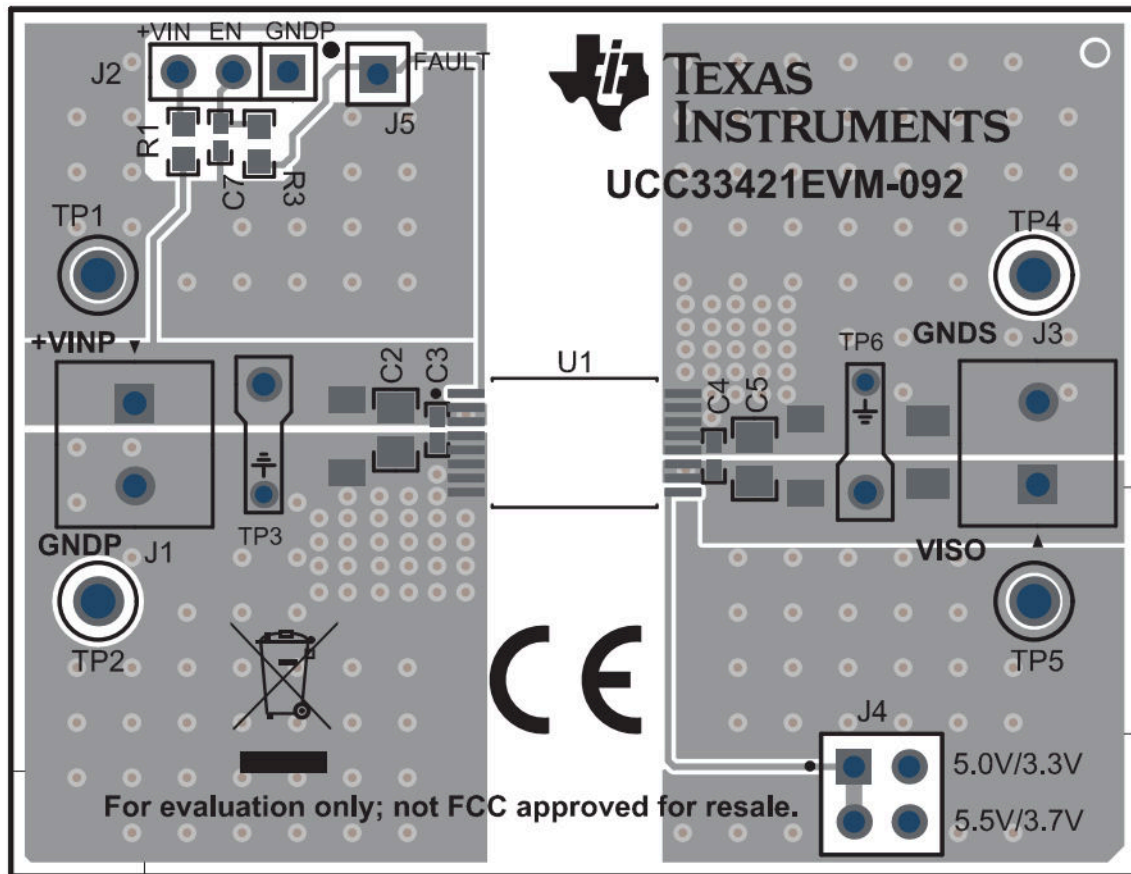 +VIN EN GNDP
J2
FAULT
J5
R1
C7
R3
TEXAS
INSTRUMENTS
UCC33421EVM-092
TP1
TP4
+VINP
GNDS
J3
TP6
U1
C2
C3
C4
C5
TP3
GNDP
J1
VISO
TP2
TP5
CE
J4
5.0V/3.3V
5.5V/3.7V
For evaluation only; not FCC approved for resale.